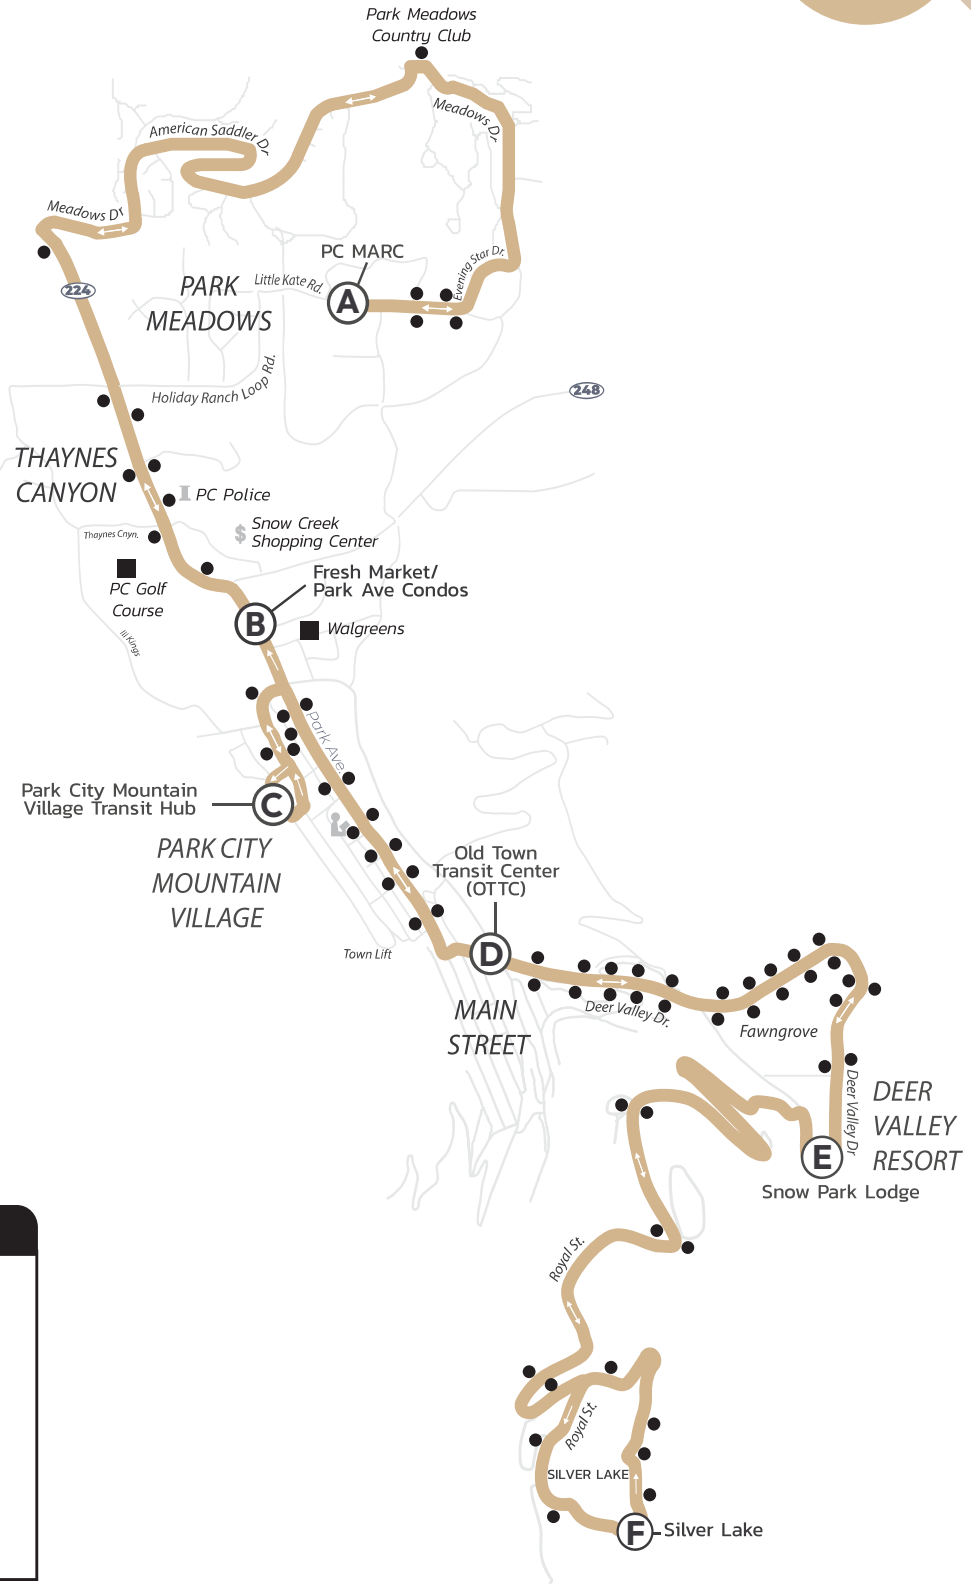 Park Meadows
Country Club
Meadows Dr.
American Saddler Dr.
Meadows Dr
PC MARC
Evening Star Dr.
Little Kate Rd.
A
PARK
MEADOWS
224
Holiday Ranch Loop Rd.
248
THAYNES
CANYON
PC Police
$
Snow Creek
Shopping Center
Thaynes Cnyn.
PC Golf
Course
Fresh Market/
Park Ave Condos
B
Walgreens
Park Ave.
Park City Mountain
Village Transit Hub
C
PARK CITY
MOUNTAIN
VILLAGE
Old Town
Transit Center
(OTTC)
Town Lift
D
MAIN
STREET
Deer Valley Dr.
Fawngrove
Deer Valley Dr
DEER
VALLEY
RESORT
E
Snow Park Lodge
Royal St.
Royal St.
SILVER LAKE
F
Silver Lake